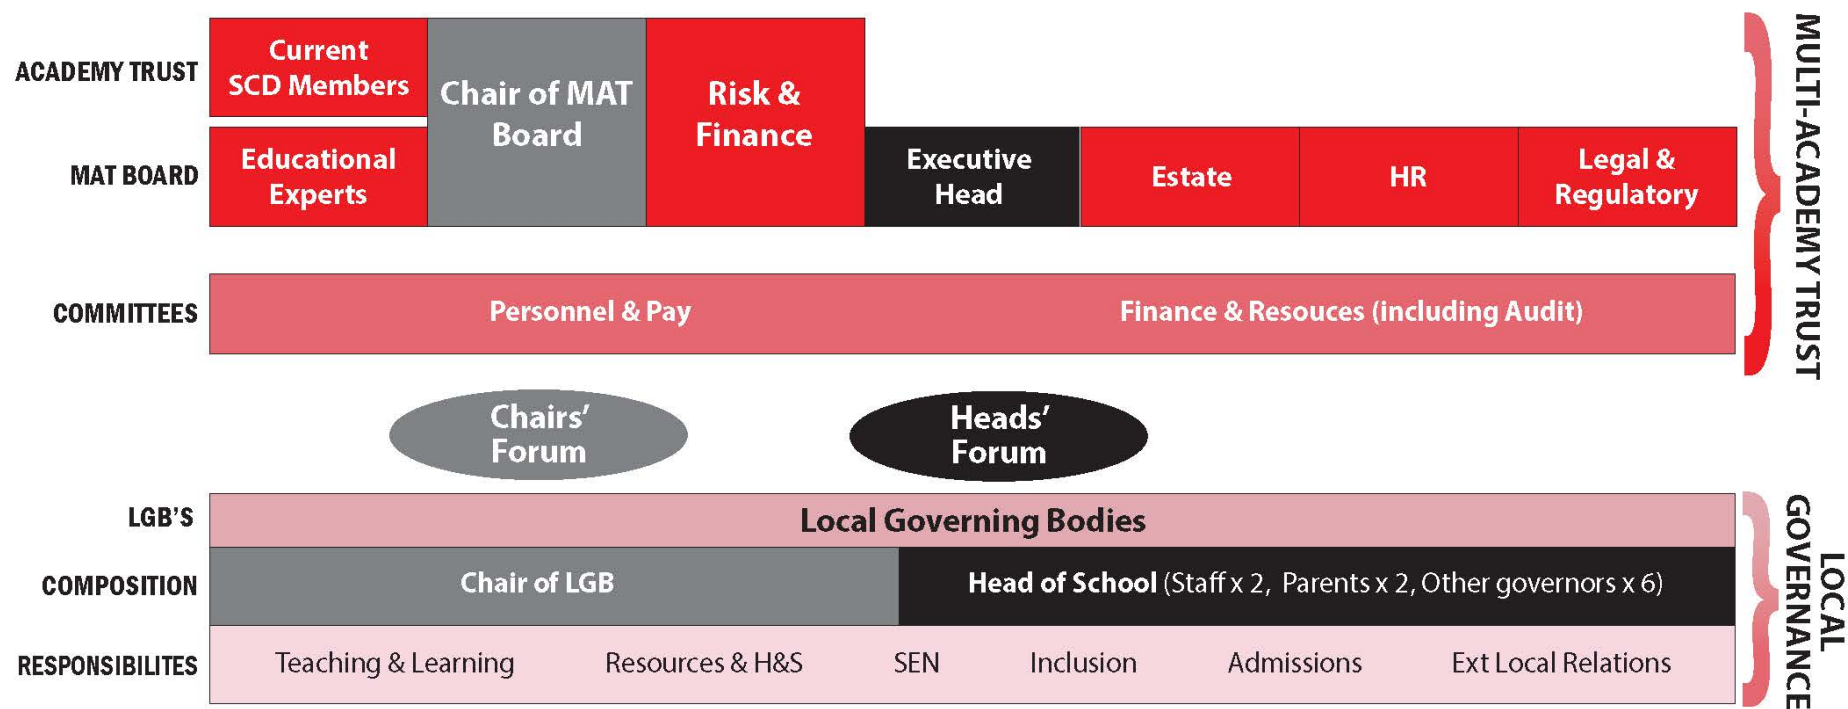 ACADEMY TRUST
Current
SCD Members
Chair of MAT
Board
Risk &
Finance
MAT BOARD
Educational
Experts
Executive
Head
Estate
HR
Legal &
Regulatory
MULTI-ACADEMY TRUST
COMMITTEES
Personnel & Pay
Finance & Resouces (including Audit)
Chairs’
Forum
Heads’
Forum
LGB'S
Local Governing Bodies
COMPOSITION
Chair of LGB
Head of School (Staff x 2, Parents x 2, Other governors x 6)
RESPONSIBILITES
Teaching & Learning
Resources & H&S
SEN
Inclusion
Admissions
Ext Local Relations
LOCAL
GOVERNANCE